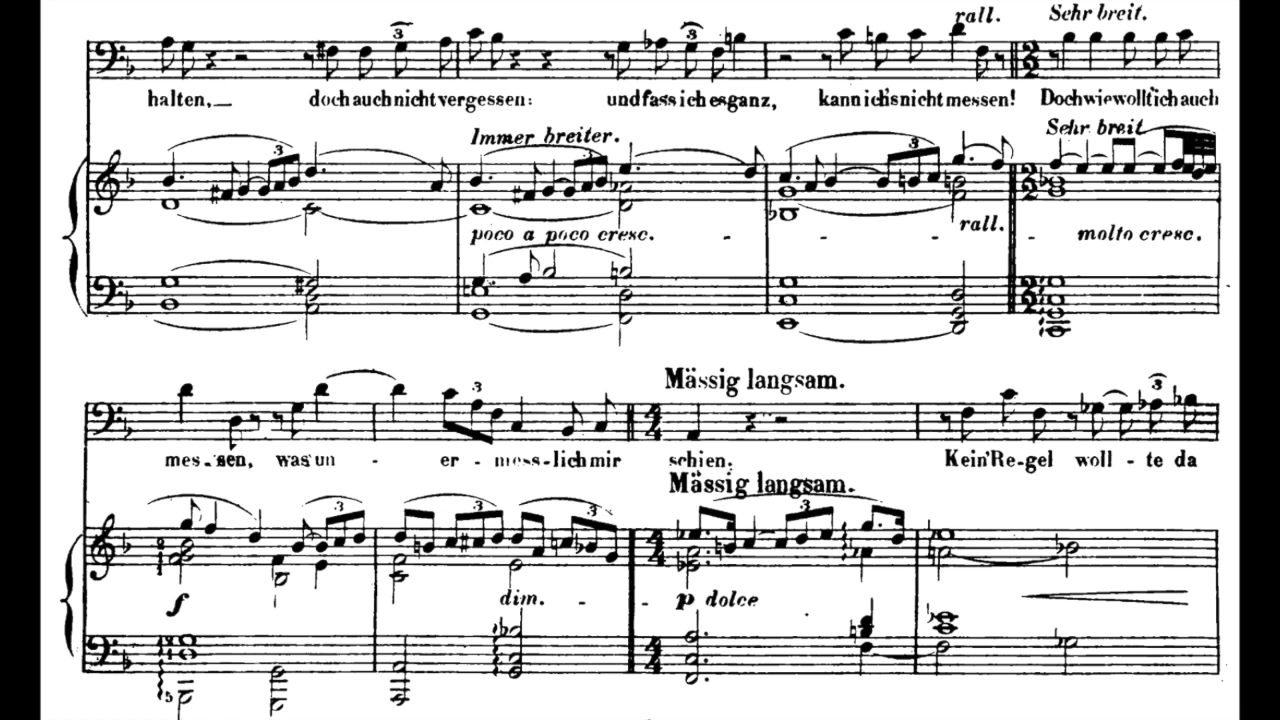 rall. Sehr breit.
halten, doch auch nicht vergessen: und fass ich es ganz, kann ich's nicht messen! Doch wie wollt' ich auch
Immer breiter. Sehr breit
poco a poco cresc. - - - rall. - molto cresc.
Mässig langsam.
mes - sen, was un - er - mess - lich mir schien. Kein' Re - gel woll - te da
Mässig langsam.
f dim. - - p dolce